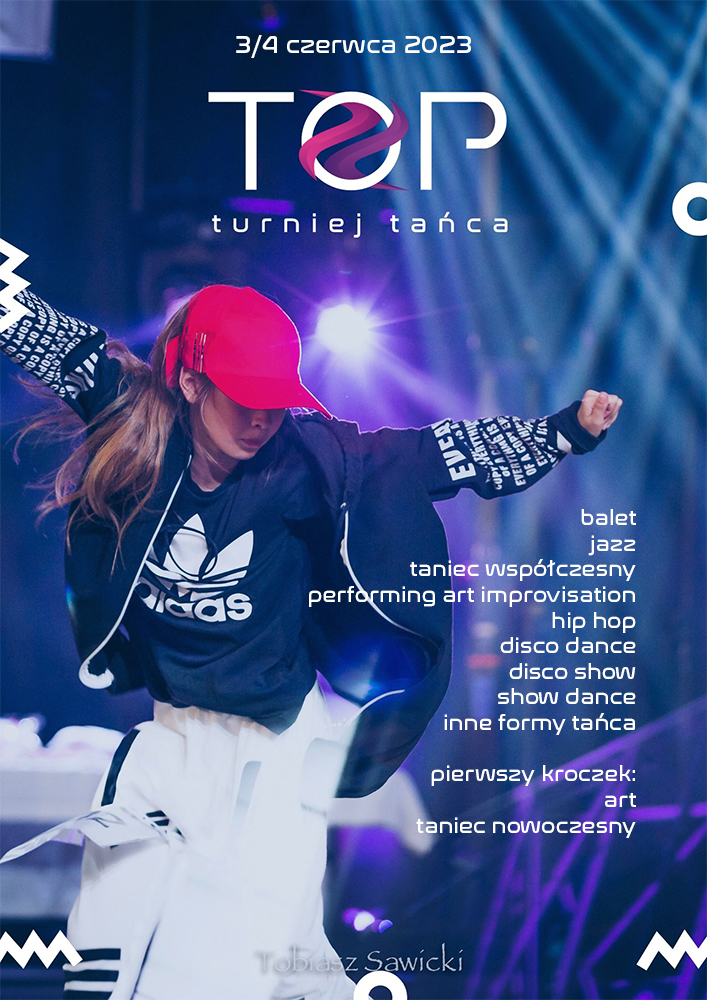 3/4 czerwca 2023
TOP
turniej tańca
EVER
adidas
balet
jazz
taniec współczesny
performing art improvisation
hip hop
disco dance
disco show
show dance
inne formy tańca
pierwszy kroczek:
art
taniec nowoczesny
Tobiasz Sawicki